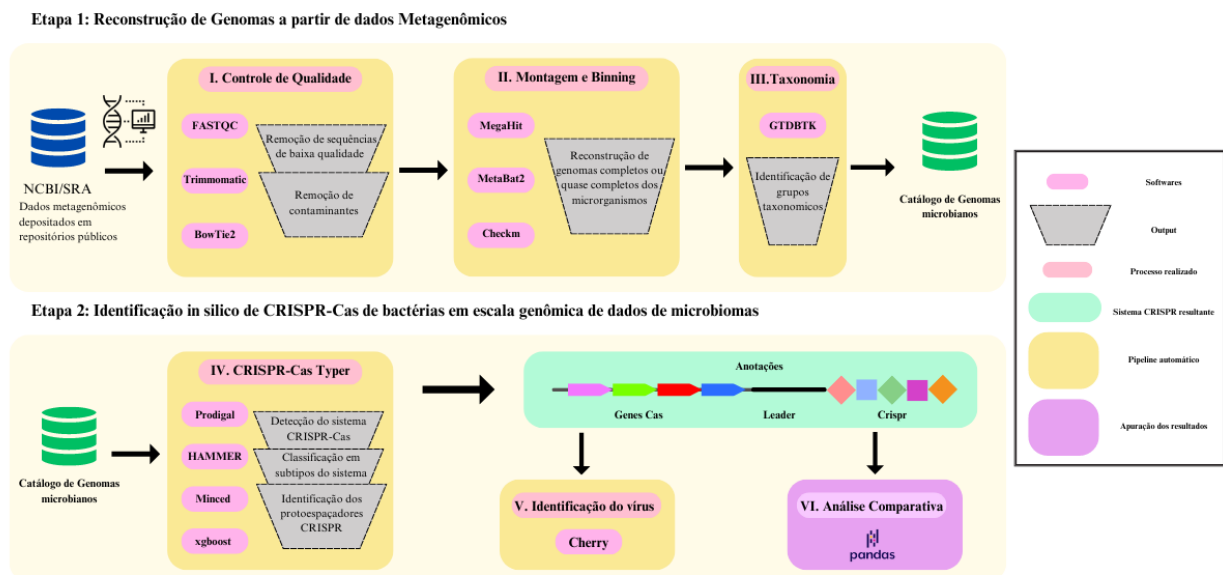 Etapa 1: Reconstrução de Genomas a partir de dados Metagenômicos
NCBI/SRA
Dados metagenômicos
depositados em
repositórios públicos
I. Controle de Qualidade
FASTQC
Trimmomatic
BowTie2
Remoção de sequências
de baixa qualidade
Remoção de
contaminantes
II. Montagem e Binning
MegaHit
MetaBat2
Checkm
Reconstrução de
genomas completos ou
quase completos dos
microrganismos
III.Taxonomia
GTDBTK
Identificação de
grupos
taxonomicos
Catálogo de Genomas
microbianos
Softwares
Output
Processo realizado
Sistema CRISPR resultante
Pipeline automático
Apuração dos resultados
Etapa 2: Identificação in silico de CRISPR-Cas de bactérias em escala genômica de dados de microbiomas
Catálogo de Genomas
microbianos
IV. CRISPR-Cas Typer
Prodigal
HAMMER
Minced
xgboost
Detecção do sistema
CRISPR-Cas
Classificação em
subtipos do sistema
Identificação dos
protoespaçadores
CRISPR
Anotações
Genes Cas
Leader
Crispr
V. Identificação do vírus
Cherry
VI. Análise Comparativa
pandas